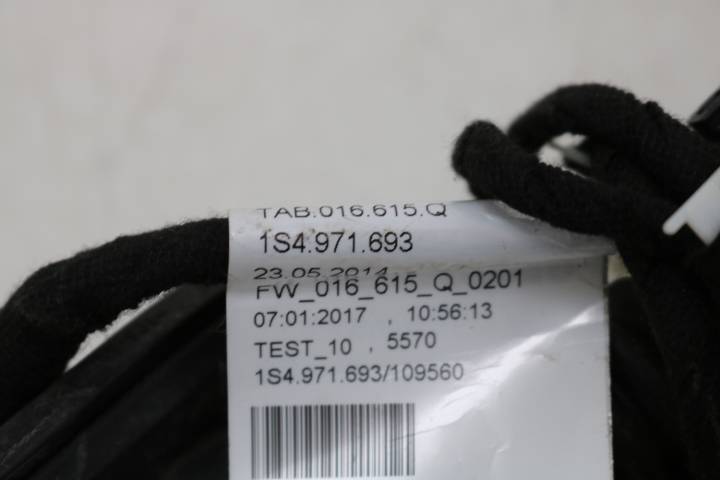 TAB.016.615.Q
1S4.971.693
23.05.2014
FW_016_615_Q_0201
07:01:2017 , 10:56:13
TEST_10 , 5570
1S4.971.693/109560